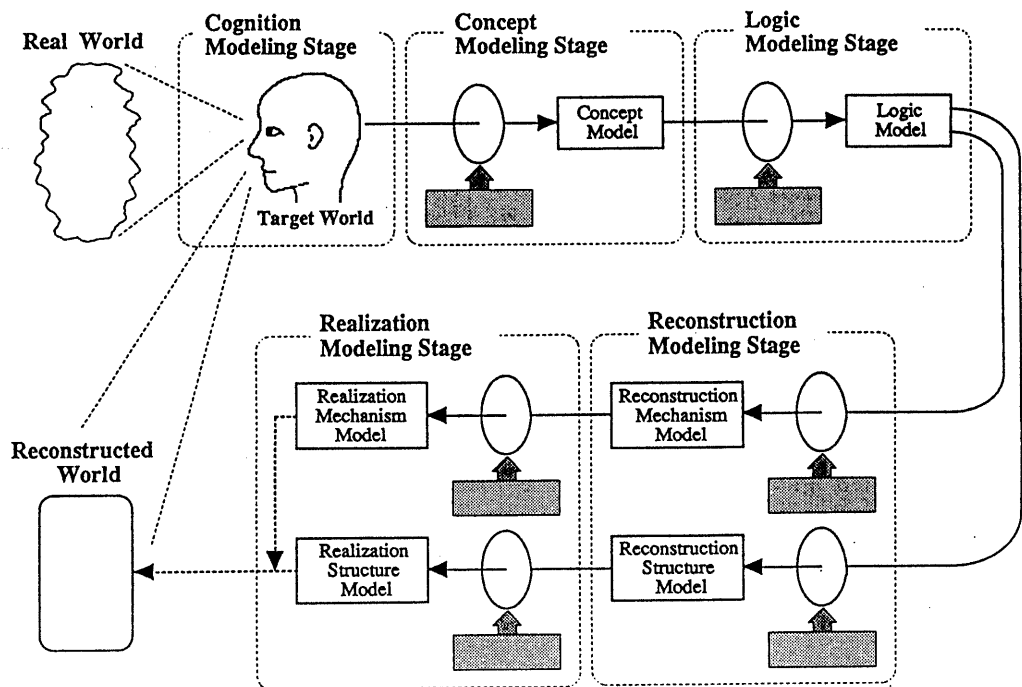 Real World
Cognition
Modeling Stage
Target World
Concept
Modeling Stage
Concept
Model
Logic
Modeling Stage
Logic
Model
Realization
Modeling Stage
Realization
Mechanism
Model
Realization
Structure
Model
Reconstruction
Modeling Stage
Reconstruction
Mechanism
Model
Reconstruction
Structure
Model
Reconstructed
World